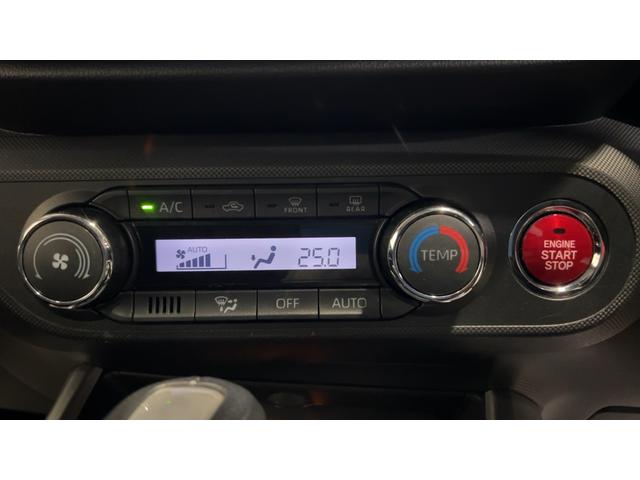 A/C
FRONT
REAR
AUTO
25.0
TEMP
ENGINE
START
STOP
OFF
AUTO